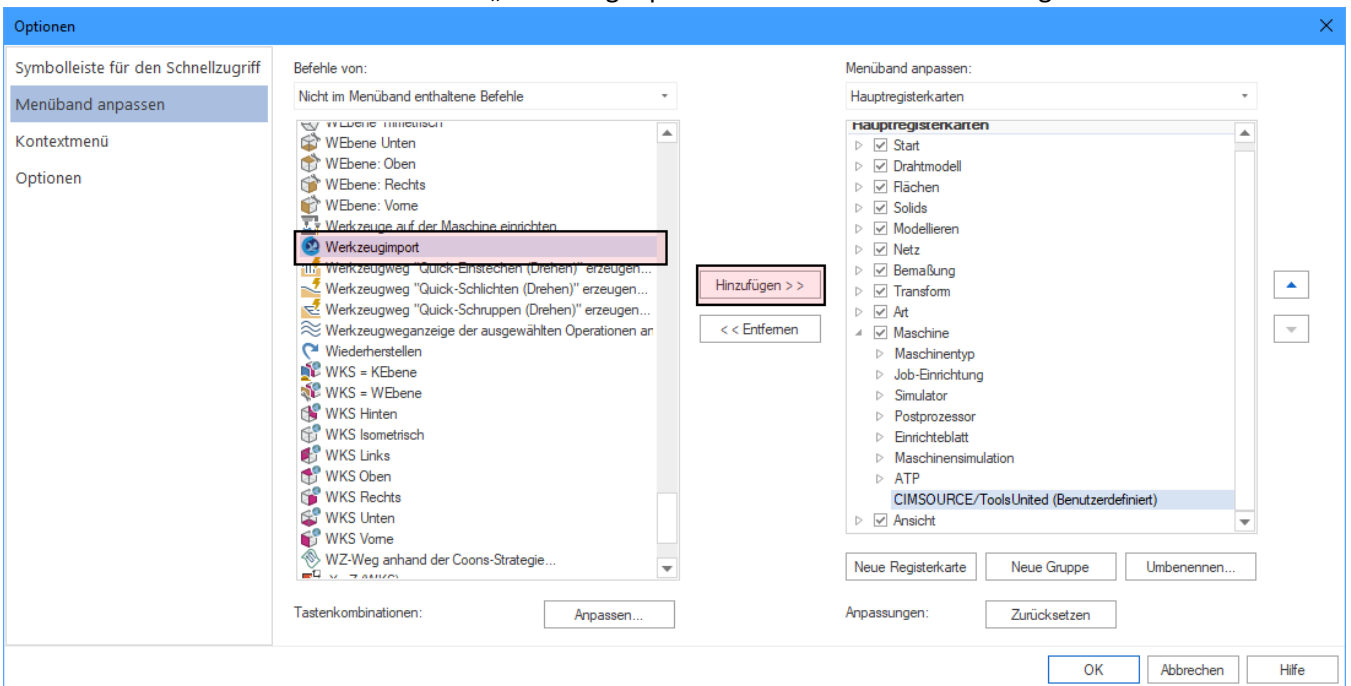 Optionen
Symbolleiste für den Schnellzugriff
Menüband anpassen
Kontextmenü
Optionen
Befehle von:
Nicht im Menüband enthaltene Befehle
WEbene Trimetrisch
WEbene Unten
WEbene: Oben
WEbene: Rechts
WEbene: Vorne
Werkzeuge auf der Maschine einrichten
Werkzeugimport
Werkzeugweg "Quick-Einstechen (Drehen)" erzeugen...
Werkzeugweg "Quick-Schlichten (Drehen)" erzeugen...
Werkzeugweg "Quick-Schruppen (Drehen)" erzeugen...
Werkzeugweganzeige der ausgewählten Operationen an
Wiederherstellen
WKS = KEbene
WKS = WEbene
WKS Hinten
WKS Isometrisch
WKS Links
WKS Oben
WKS Rechts
WKS Unten
WKS Vorne
WZ-Weg anhand der Coons-Strategie...
Tastenkombinationen:
Anpassen...
Hinzufügen > >
< < Entfernen
Menüband anpassen:
Hauptregisterkarten
Hauptregisterkarten
Start
Drahtmodell
Flächen
Solids
Modellieren
Netz
Bemaßung
Transform
Art
Maschine
Maschinentyp
Job-Einrichtung
Simulator
Postprozessor
Einrichteblatt
Maschinensimulation
ATP
CIMSOURCE/ToolsUnited (Benutzerdefiniert)
Ansicht
Neue Registerkarte
Neue Gruppe
Umbenennen...
Anpassungen:
Zurücksetzen
OK
Abbrechen
Hilfe